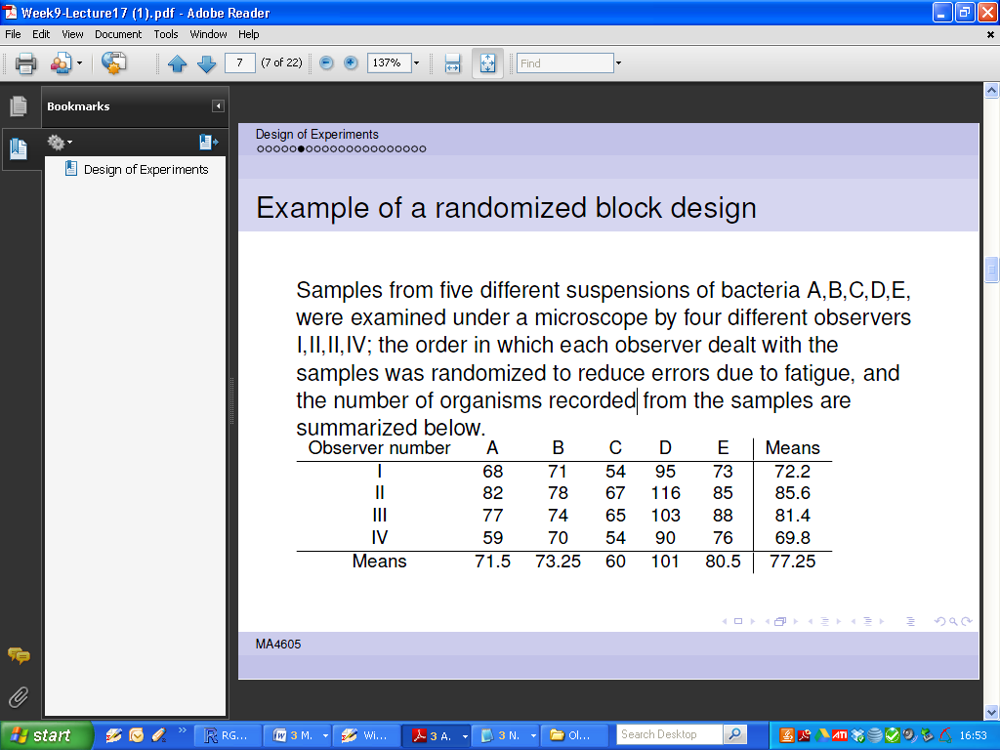 Week9-Lecture17 (1).pdf - Adobe Reader
File Edit View Document Tools Window Help
7 (7 of 22) 137% Find
Bookmarks
Design of Experiments
Design of Experiments
Example of a randomized block design
Samples from five different suspensions of bacteria A,B,C,D,E,
were examined under a microscope by four different observers
I,II,II,IV; the order in which each observer dealt with the
samples was randomized to reduce errors due to fatigue, and
the number of organisms recorded from the samples are
summarized below.
Observer number A B C D E Means
I 68 71 54 95 73 72.2
II 82 78 67 116 85 85.6
III 77 74 65 103 88 81.4
IV 59 70 54 90 76 69.8
Means 71.5 73.25 60 101 80.5 77.25
MA4605
start RG... 3 M. Wi... 3 A. 3 N. Ol... Search Desktop ATI 16:53